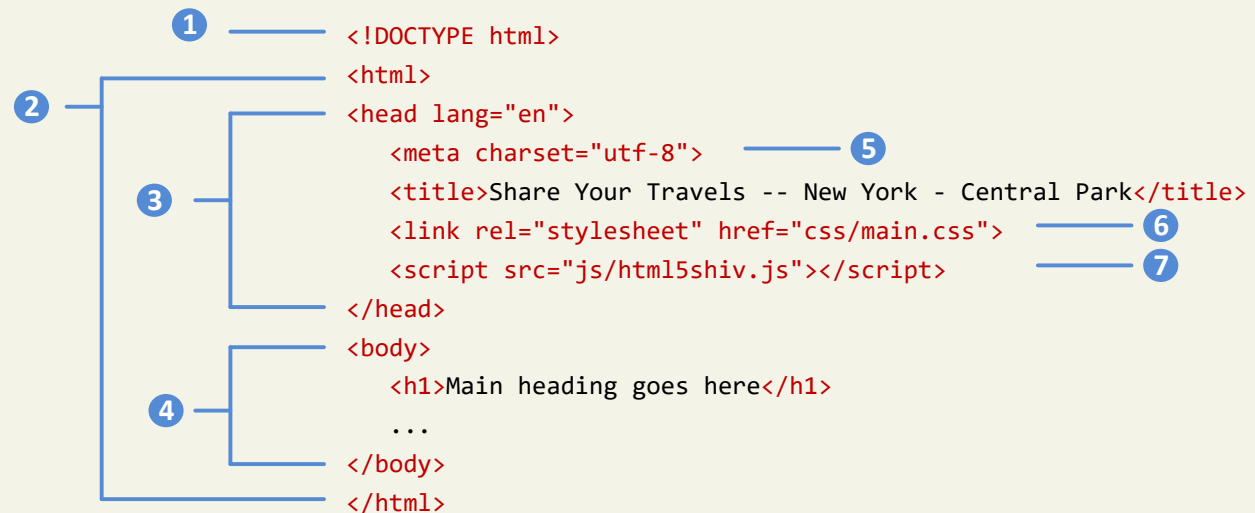 1 <!DOCTYPE html>
<html>
2 <head lang="en">
<meta charset="utf-8"> 5
3 <title>Share Your Travels -- New York - Central Park</title>
<link rel="stylesheet" href="css/main.css"> 6
<script src="js/html5shiv.js"></script> 7
</head>
<body>
<h1>Main heading goes here</h1>
4 ...
</body>
</html>